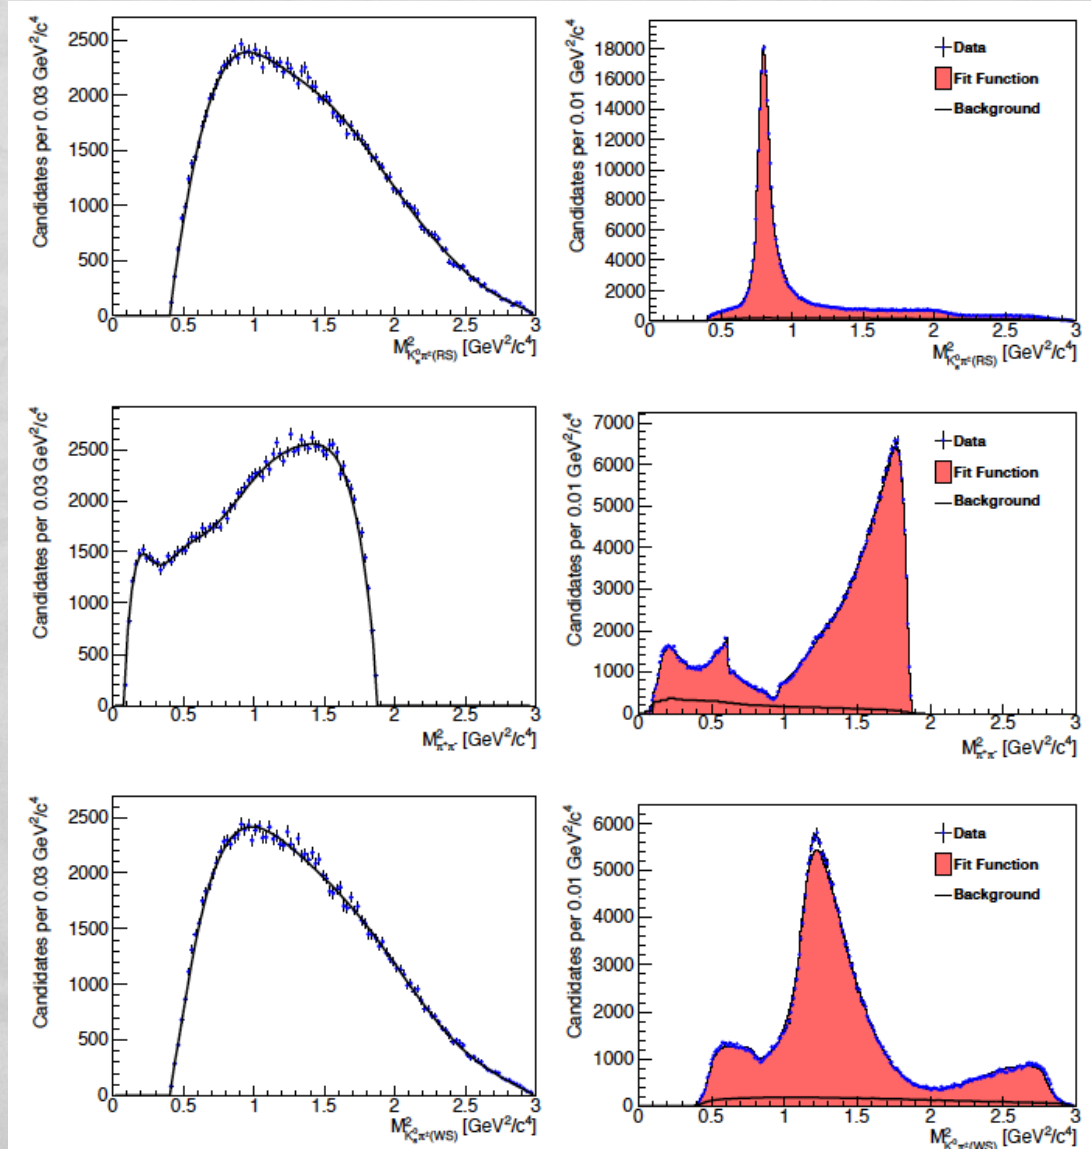 Candidates per 0.03 GeV²/c⁴
2500
2000
1500
1000
500
0
0 0.5 1 1.5 2 2.5 3
M²K⁰ₛπ±(RS) [GeV²/c⁴]
Candidates per 0.01 GeV²/c⁴
18000
16000
14000
12000
10000
8000
6000
4000
2000
0
0 0.5 1 1.5 2 2.5 3
Data
Fit Function
Background
M²K⁰ₛπ±(RS) [GeV²/c⁴]
Candidates per 0.03 GeV²/c⁴
2500
2000
1500
1000
500
0
0 0.5 1 1.5 2 2.5 3
M²π⁺π⁻ [GeV²/c⁴]
Candidates per 0.01 GeV²/c⁴
7000
6000
5000
4000
3000
2000
1000
0
0.5 1 1.5 2 2.5 3
Data
Fit Function
Background
M²π⁺π⁻ [GeV²/c⁴]
Candidates per 0.03 GeV²/c⁴
2500
2000
1500
1000
500
0
0 0.5 1 1.5 2 2.5 3
M²K⁰ₛπ±(WS) [GeV²/c⁴]
Candidates per 0.01 GeV²/c⁴
6000
5000
4000
3000
2000
1000
0
0.5 1 1.5 2 2.5 3
Data
Fit Function
Background
M²K⁰ₛπ±(WS) [GeV²/c⁴]